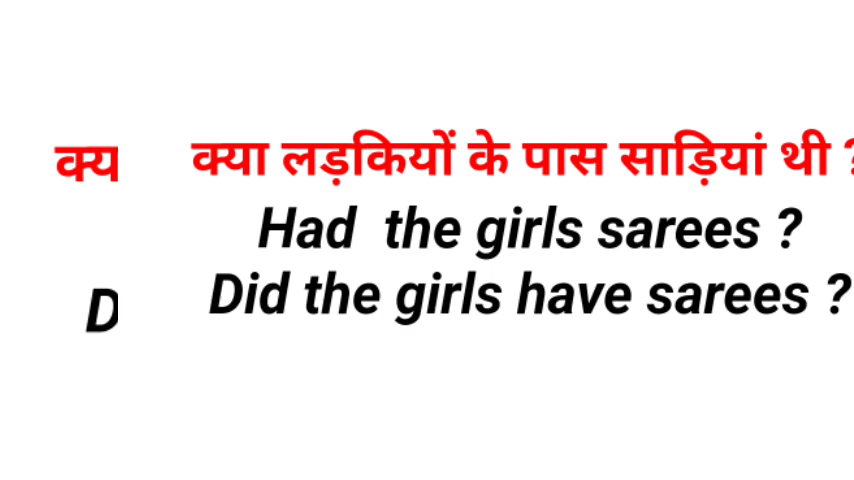 क्या लड़कियों के पास साड़ियां थी ?
Had the girls sarees ?
Did the girls have sarees ?